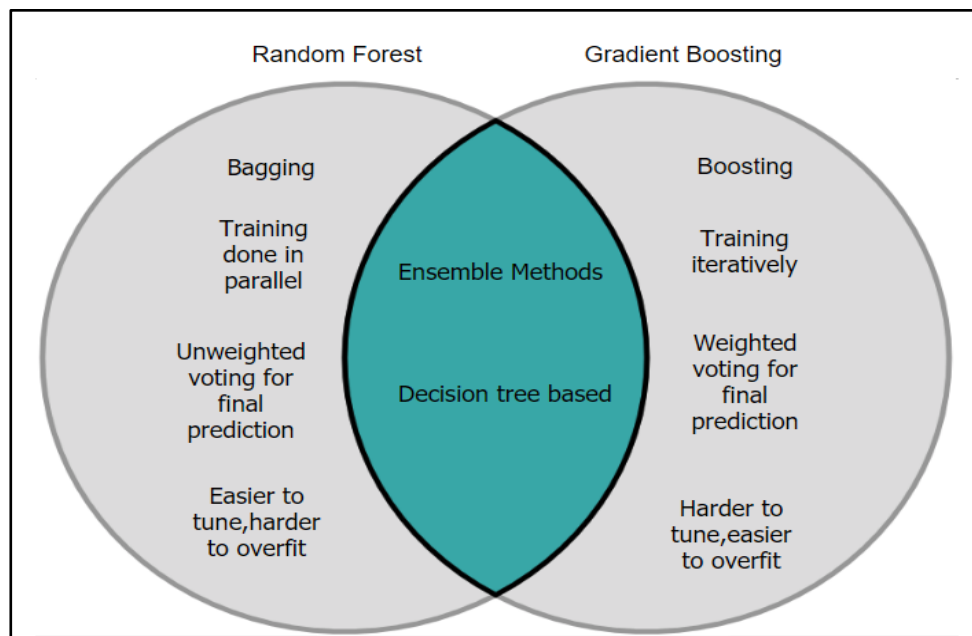 Random Forest
Gradient Boosting
Bagging
Training
done in
parallel
Unweighted
voting for
final
prediction
Easier to
tune,harder
to overfit
Ensemble Methods
Decision tree based
Boosting
Training
iteratively
Weighted
voting for
final
prediction
Harder to
tune,easier
to overfit